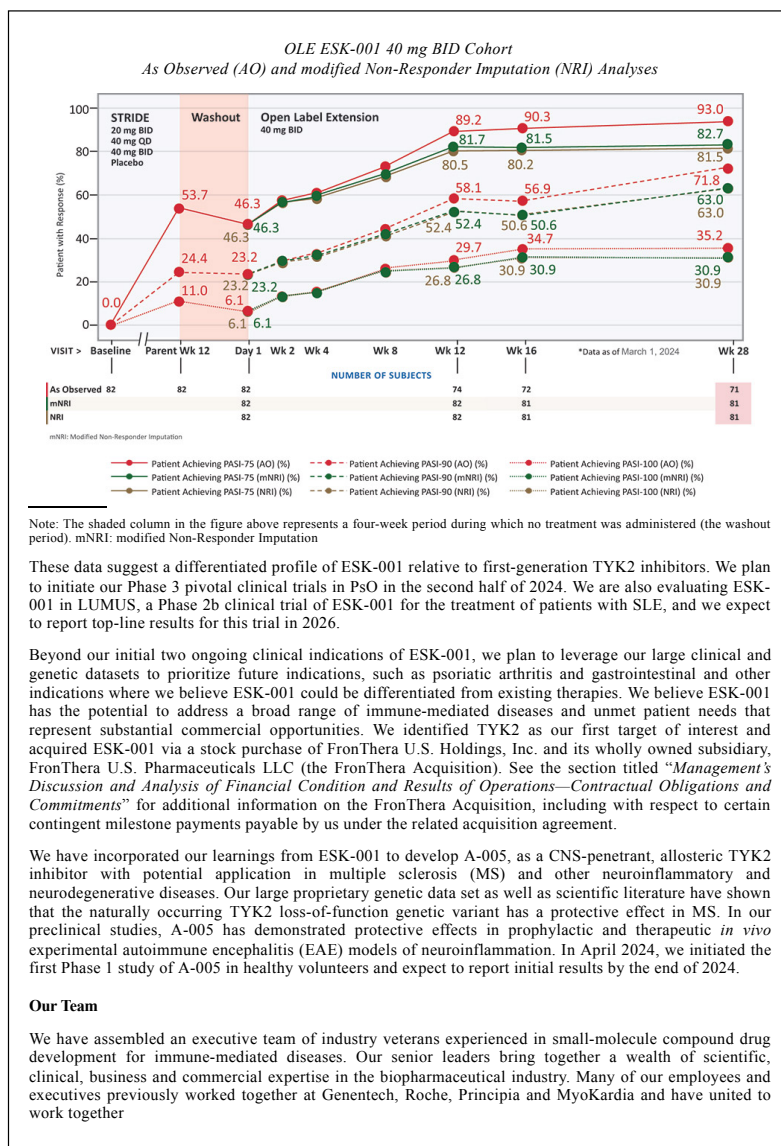 OLE ESK-001 40 mg BID Cohort
As Observed (AO) and modified Non-Responder Imputation (NRI) Analyses
STRIDE
20 mg BID
40 mg QD
40 mg BID
Placebo
Washout
Open Label Extension
40 mg BID
Patient with Response (%)
100
80
60
40
20
0
0.0
53.7
24.4
11.0
46.3
46.3
46.3
23.2
23.2
23.2
6.1
6.1
6.1
89.2
81.7
80.5
58.1
52.4
52.4
29.7
26.8
26.8
90.3
81.5
80.2
56.9
50.6
50.6
34.7
30.9
30.9
93.0
82.7
81.5
71.8
63.0
63.0
35.2
30.9
30.9
*Data as of March 1, 2024
VISIT > Baseline Parent Wk 12 Day 1 Wk 2 Wk 4 Wk 8 Wk 12 Wk 16 Wk 28
NUMBER OF SUBJECTS
As Observed 82 82 82 74 72 71
mNRI 82 82 81 81
NRI 82 82 81 81
mNRI: Modified Non-Responder Imputation
Patient Achieving PASI-75 (AO) (%) Patient Achieving PASI-90 (AO) (%) Patient Achieving PASI-100 (AO) (%)
Patient Achieving PASI-75 (mNRI) (%) Patient Achieving PASI-90 (mNRI) (%) Patient Achieving PASI-100 (mNRI) (%)
Patient Achieving PASI-75 (NRI) (%) Patient Achieving PASI-90 (NRI) (%) Patient Achieving PASI-100 (NRI) (%)
Note: The shaded column in the figure above represents a four-week period during which no treatment was administered (the washout
period). mNRI: modified Non-Responder Imputation
These data suggest a differentiated profile of ESK-001 relative to first-generation TYK2 inhibitors. We plan
to initiate our Phase 3 pivotal clinical trials in PsO in the second half of 2024. We are also evaluating ESK-
001 in LUMUS, a Phase 2b clinical trial of ESK-001 for the treatment of patients with SLE, and we expect
to report top-line results for this trial in 2026.
Beyond our initial two ongoing clinical indications of ESK-001, we plan to leverage our large clinical and
genetic datasets to prioritize future indications, such as psoriatic arthritis and gastrointestinal and other
indications where we believe ESK-001 could be differentiated from existing therapies. We believe ESK-001
has the potential to address a broad range of immune-mediated diseases and unmet patient needs that
represent substantial commercial opportunities. We identified TYK2 as our first target of interest and
acquired ESK-001 via a stock purchase of FronThera U.S. Holdings, Inc. and its wholly owned subsidiary,
FronThera U.S. Pharmaceuticals LLC (the FronThera Acquisition). See the section titled “Management’s
Discussion and Analysis of Financial Condition and Results of Operations—Contractual Obligations and
Commitments” for additional information on the FronThera Acquisition, including with respect to certain
contingent milestone payments payable by us under the related acquisition agreement.
We have incorporated our learnings from ESK-001 to develop A-005, as a CNS-penetrant, allosteric TYK2
inhibitor with potential application in multiple sclerosis (MS) and other neuroinflammatory and
neurodegenerative diseases. Our large proprietary genetic data set as well as scientific literature have shown
that the naturally occurring TYK2 loss-of-function genetic variant has a protective effect in MS. In our
preclinical studies, A-005 has demonstrated protective effects in prophylactic and therapeutic in vivo
experimental autoimmune encephalitis (EAE) models of neuroinflammation. In April 2024, we initiated the
first Phase 1 study of A-005 in healthy volunteers and expect to report initial results by the end of 2024.
Our Team
We have assembled an executive team of industry veterans experienced in small-molecule compound drug
development for immune-mediated diseases. Our senior leaders bring together a wealth of scientific,
clinical, business and commercial expertise in the biopharmaceutical industry. Many of our employees and
executives previously worked together at Genentech, Roche, Principia and MyoKardia and have united to
work together